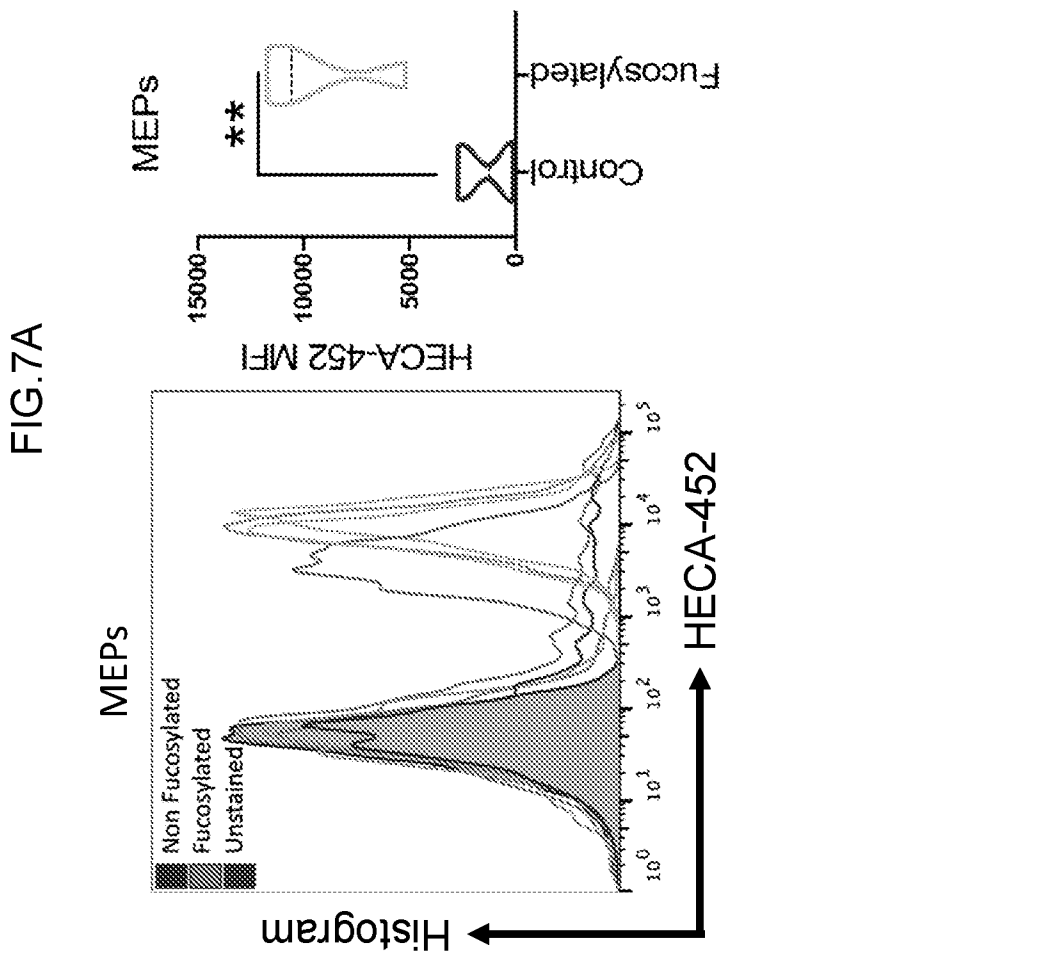 FIG.7A
MEPs
Non Fucosylated
Fucosylated
Unstained
Histogram
10^0 10^1 10^2 10^3 10^4 10^5
HECA-452
MEPs
**
HECA-452 MFI
15000
10000
5000
0
Control Fucosylated